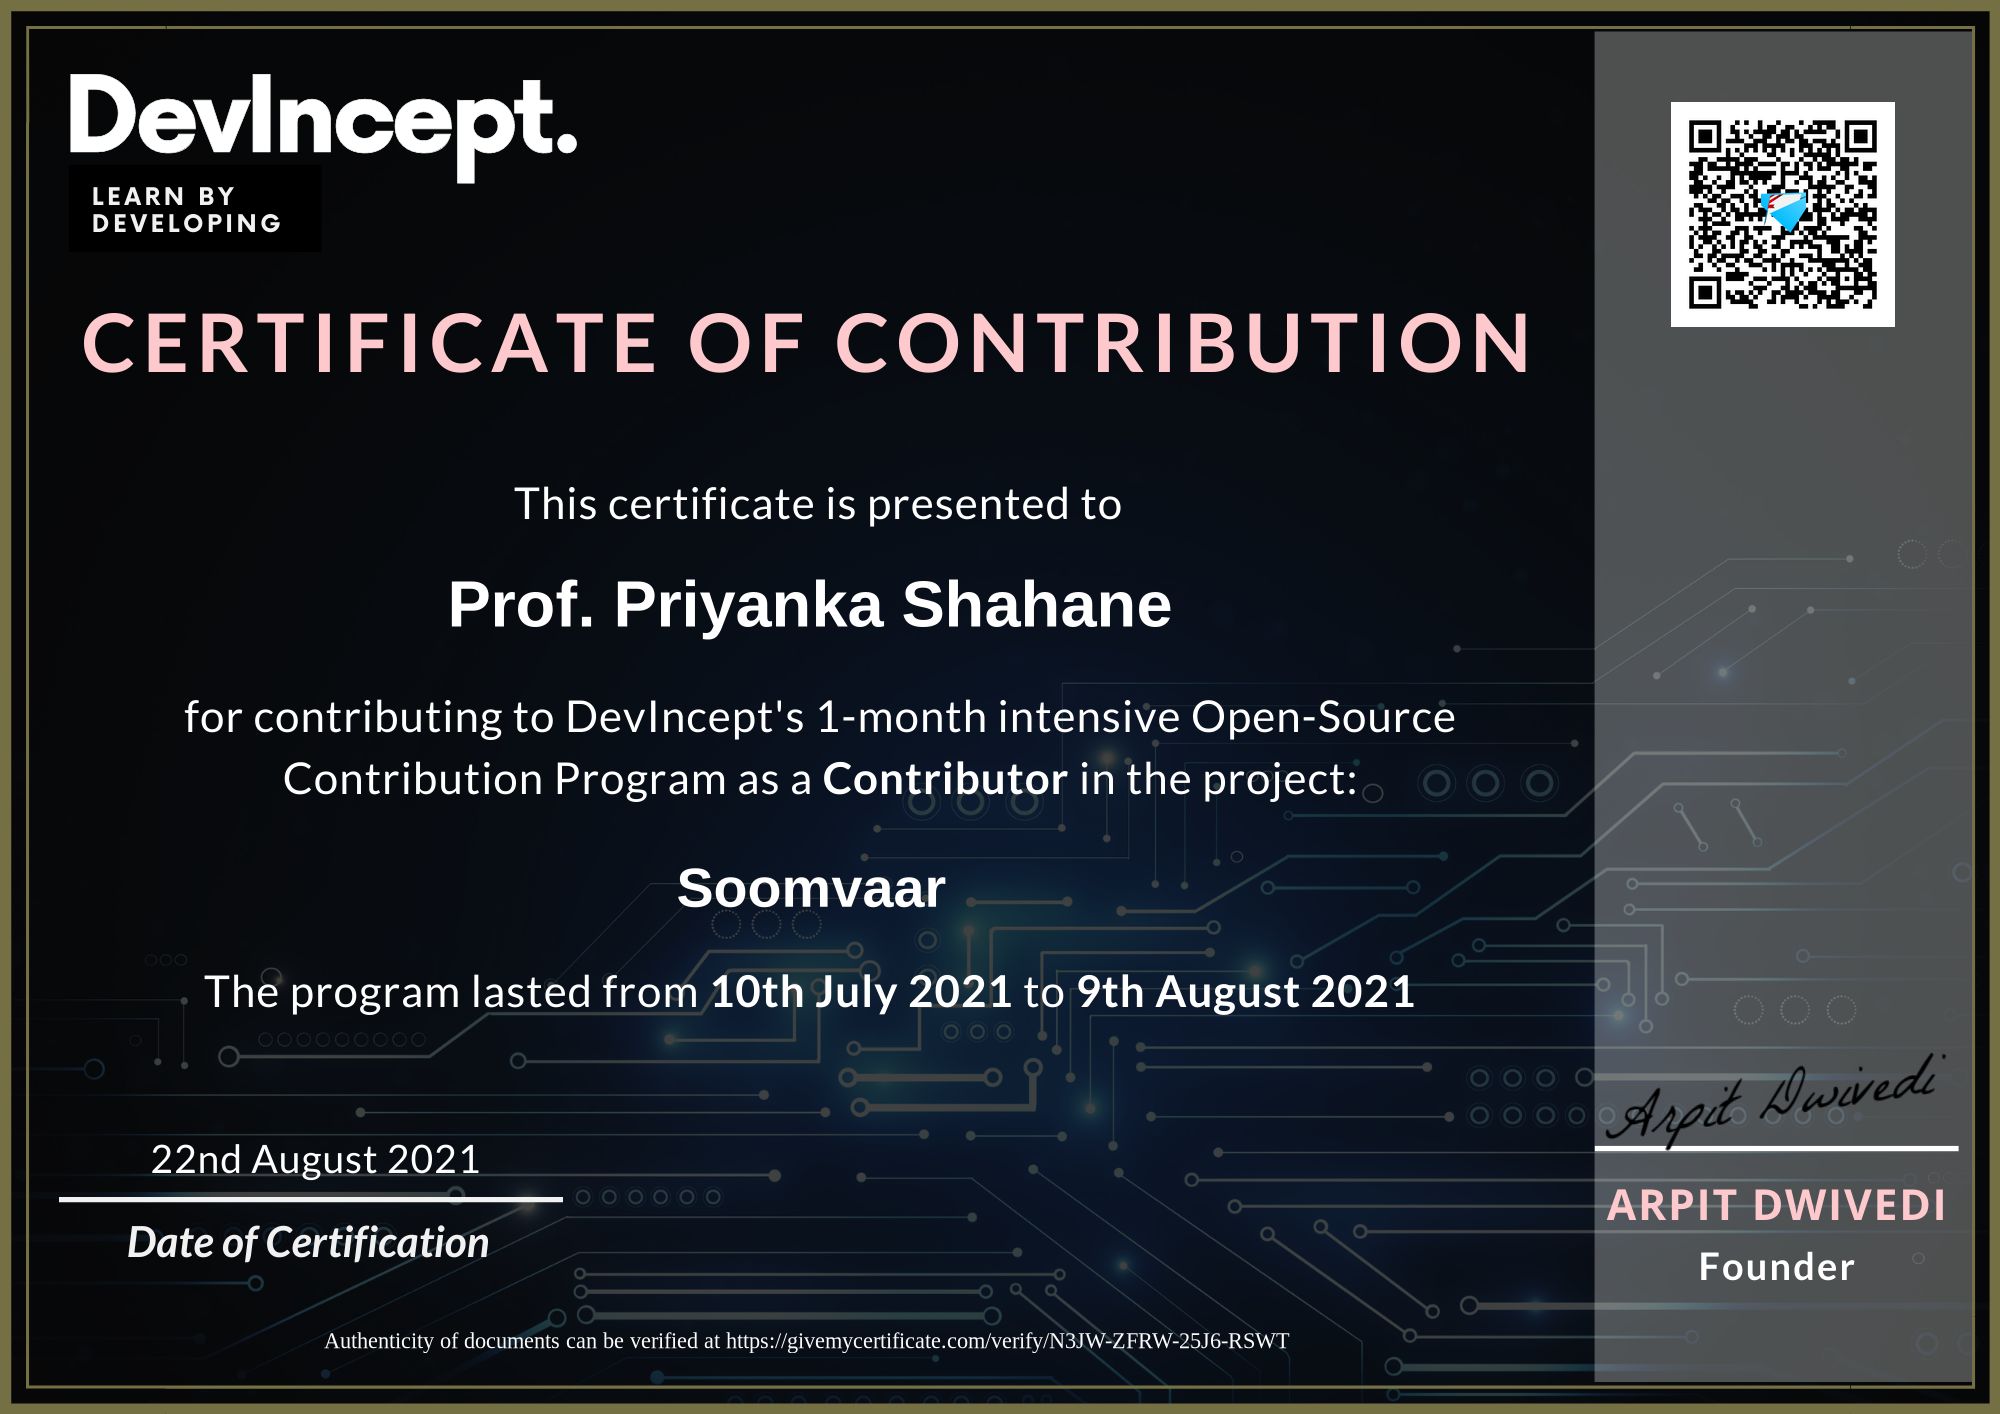 DevIncept.
LEARN BY
DEVELOPING
CERTIFICATE OF CONTRIBUTION
This certificate is presented to
Prof. Priyanka Shahane
for contributing to DevIncept's 1-month intensive Open-Source
Contribution Program as a Contributor in the project:
Soomvaar
The program lasted from 10th July 2021 to 9th August 2021
22nd August 2021
Date of Certification
Arpit Dwivedi
ARPIT DWIVEDI
Founder
Authenticity of documents can be verified at https://givemycertificate.com/verify/N3JW-ZFRW-25J6-RSWT